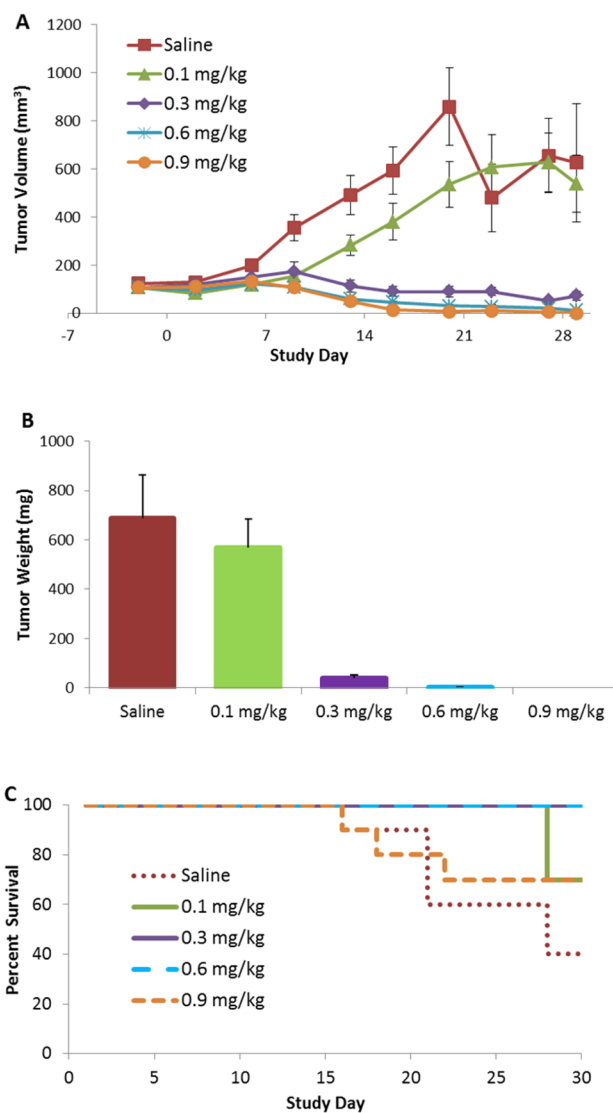 A
1200
1000
800
600
400
200
0
Tumor Volume (mm³)
Saline
0.1 mg/kg
0.3 mg/kg
0.6 mg/kg
0.9 mg/kg
-7 0 7 14 21 28
Study Day
B
1000
800
600
400
200
0
Tumor Weight (mg)
Saline 0.1 mg/kg 0.3 mg/kg 0.6 mg/kg 0.9 mg/kg
C
100
80
60
40
20
0
Percent Survival
Saline
0.1 mg/kg
0.3 mg/kg
0.6 mg/kg
0.9 mg/kg
0 5 10 15 20 25 30
Study Day